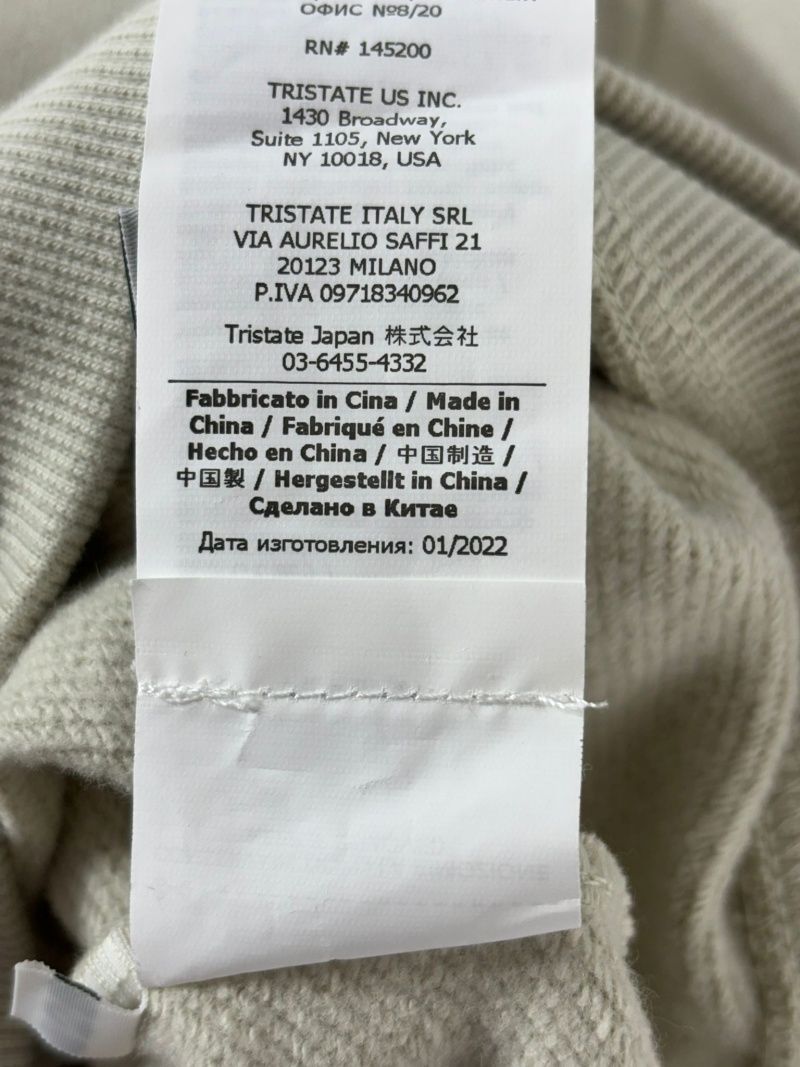 ОФИС №8/20
RN# 145200
TRISTATE US INC.
1430 Broadway,
Suite 1105, New York
NY 10018, USA
TRISTATE ITALY SRL
VIA AURELIO SAFFI 21
20123 MILANO
P.IVA 09718340962
Tristate Japan 株式会社
03-6455-4332
Fabbricato in Cina / Made in
China / Fabriqué en Chine /
Hecho en China / 中国制造 /
中国製 / Hergestellt in China /
Сделано в Китае
Дата изготовления: 01/2022